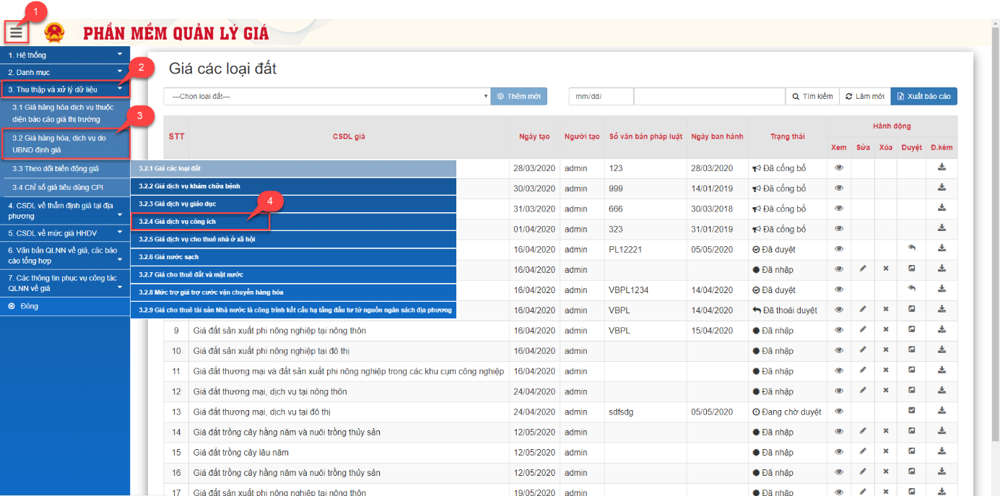 1
PHẦN MỀM QUẢN LÝ GIÁ
1. Hệ thống
2. Danh mục
2
3. Thu thập và xử lý dữ liệu
3.1 Giá hàng hóa dịch vụ thuộc
diện báo cáo giá thị trường
3
3.2 Giá hàng hóa, dịch vụ do
UBND định giá
3.3 Theo dõi biến động giá
3.4 Chỉ số giá tiêu dùng CPI
4. CSDL về thẩm định giá tại địa
phương
5. CSDL về mức giá HHDV
6. Văn bản QLNN về giá, các báo
cáo tổng hợp
7. Các thông tin phục vụ công tác
QLNN về giá
Đóng
3.2.1 Giá các loại đất
3.2.2 Giá dịch vụ khám chữa bệnh
3.2.3 Giá dịch vụ giáo dục
4
3.2.4 Giá dịch vụ công ích
3.2.5 Giá dịch vụ cho thuê nhà ở xã hội
3.2.6 Giá nước sạch
3.2.7 Giá cho thuê đất và mặt nước
3.2.8 Mức trợ giá trợ cước vận chuyển hàng hóa
3.2.9 Giá cho thuê tài sản Nhà nước là công trình kết cấu hạ tầng đầu tư từ nguồn ngân sách địa phương
Giá các loại đất
---Chọn loại đất--- Thêm mới mm/dd/ Tìm kiếm Làm mới Xuất báo cáo
STT CSDL giá Ngày tạo Người tạo Số văn bản pháp luật Ngày ban hành Trạng thái Hành động
Xem Sửa Xóa Duyệt Đ.kèm
28/03/2020 admin 123 28/03/2020 Đã công bố
30/03/2020 admin 999 14/01/2019 Đã công bố
31/03/2020 admin 666 30/03/2018 Đã công bố
01/04/2020 admin 323 31/01/2019 Đã công bố
16/04/2020 admin PL12221 05/05/2020 Đã duyệt
16/04/2020 admin Đã nhập
16/04/2020 admin VBPL1234 14/04/2020 Đã duyệt
16/04/2020 admin VBPL 14/04/2020 Đã thoái duyệt
9 Giá đất sản xuất phi nông nghiệp tại nông thôn 16/04/2020 admin VBPL 15/04/2020 Đã nhập
10 Giá đất sản xuất phi nông nghiệp tại đô thị 16/04/2020 admin Đã nhập
11 Giá đất thương mại và đất sản xuất phi nông nghiệp trong các khu cụm công nghiệp 16/04/2020 admin Đã nhập
12 Giá đất thương mại, dịch vụ tại nông thôn 24/04/2020 admin Đã nhập
13 Giá đất thương mại, dịch vụ tại đô thị 24/04/2020 admin sdfsdg 05/05/2020 Đang chờ duyệt
14 Giá đất trồng cây hằng năm và nuôi trồng thủy sản 12/05/2020 admin Đã nhập
15 Giá đất trồng cây lâu năm 12/05/2020 admin Đã nhập
16 Giá đất trồng cây hằng năm và nuôi trồng thủy sản 12/05/2020 admin Đã nhập
17 Giá đất sản xuất phi nông nghiệp tại nông thôn 19/05/2020 admin Đã nhập